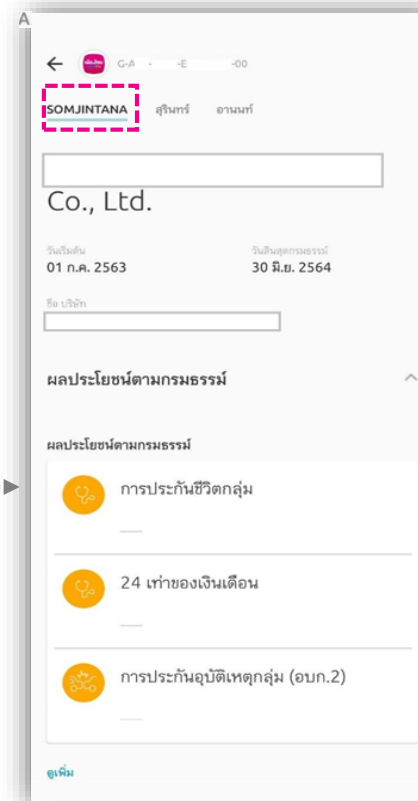 A
G-A - -E -00
SOMJINTANA สุรินทร์ อานนท์
Co., Ltd.
วันเริ่มต้น วันสิ้นสุดกรมธรรม์
01 ก.ค. 2563 30 มิ.ย. 2564
ชื่อ บริษัท
ผลประโยชน์ตามกรมธรรม์
ผลประโยชน์ตามกรมธรรม์
การประกันชีวิตกลุ่ม
24 เท่าของเงินเดือน
การประกันอุบัติเหตุกลุ่ม (อบก.2)
ดูเพิ่ม